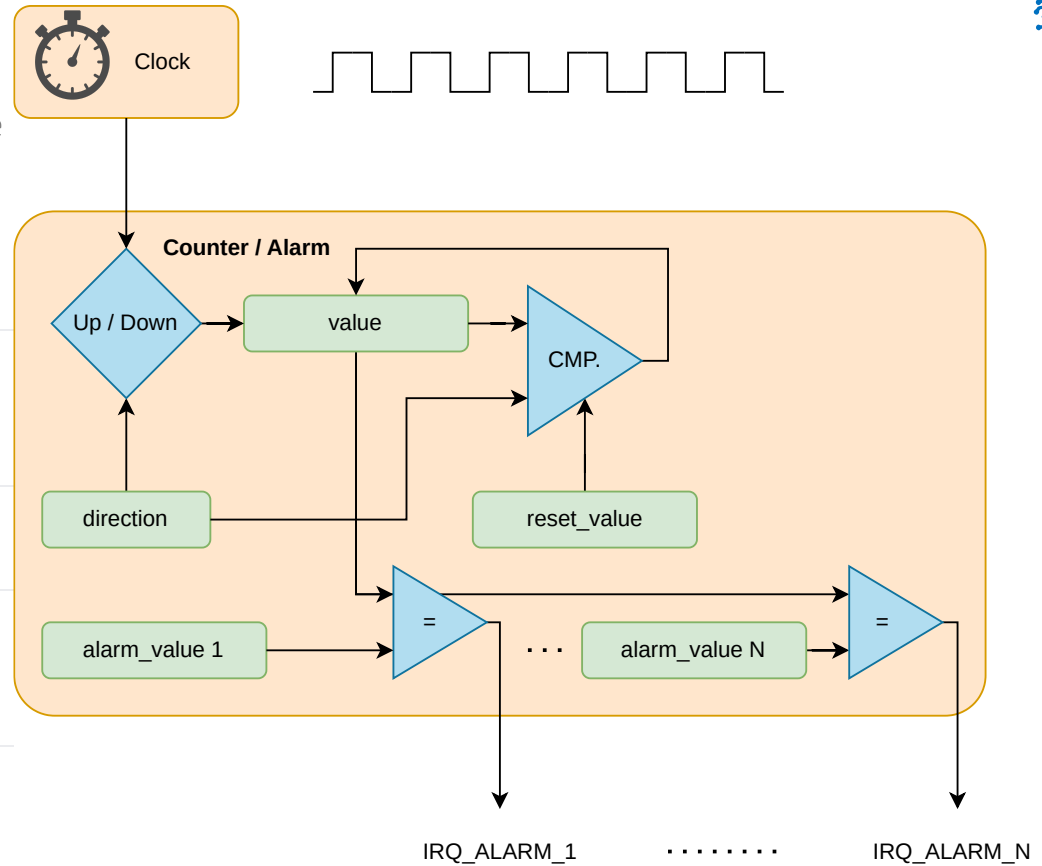 Clock
Counter / Alarm
Up / Down
value
CMP.
direction
reset_value
=
=
alarm_value 1
. . .
alarm_value N
IRQ_ALARM_1
. . . . . . . .
IRQ_ALARM_N